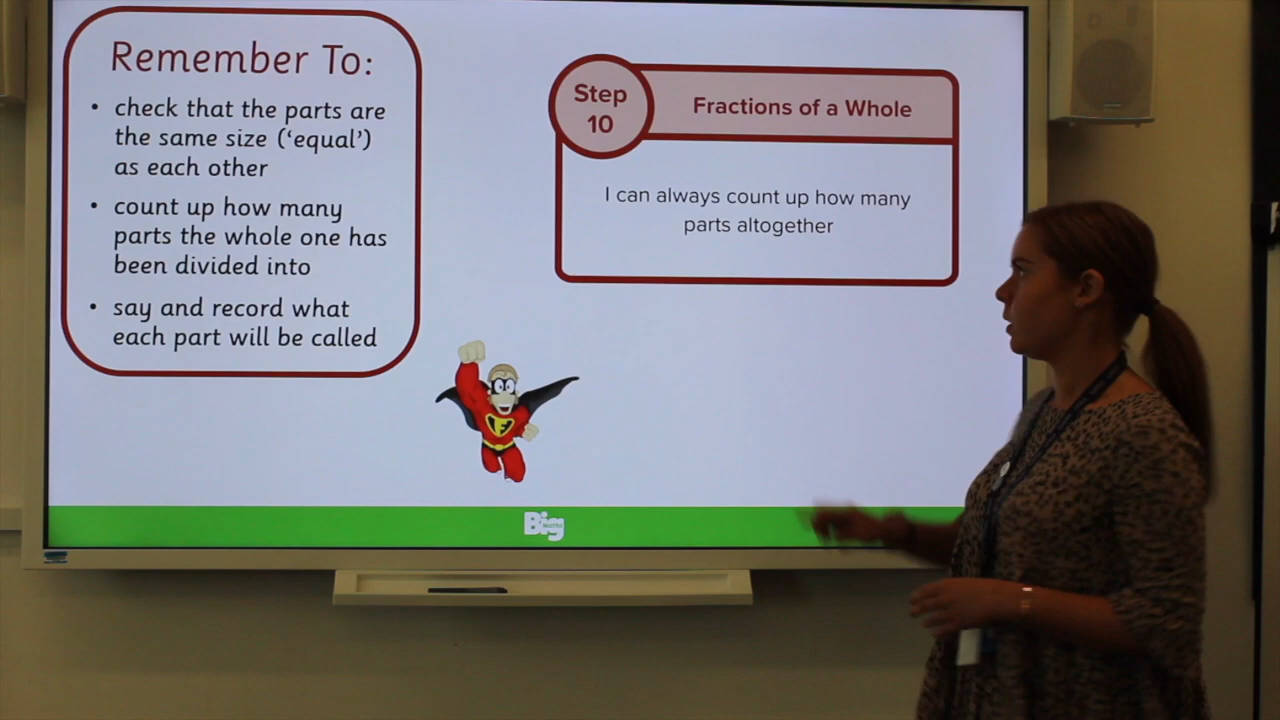 Remember To:
• check that the parts are
the same size (‘equal’)
as each other
• count up how many
parts the whole one has
been divided into
• say and record what
each part will be called
Step
10
Fractions of a Whole
I can always count up how many
parts altogether
F
Big
Maths